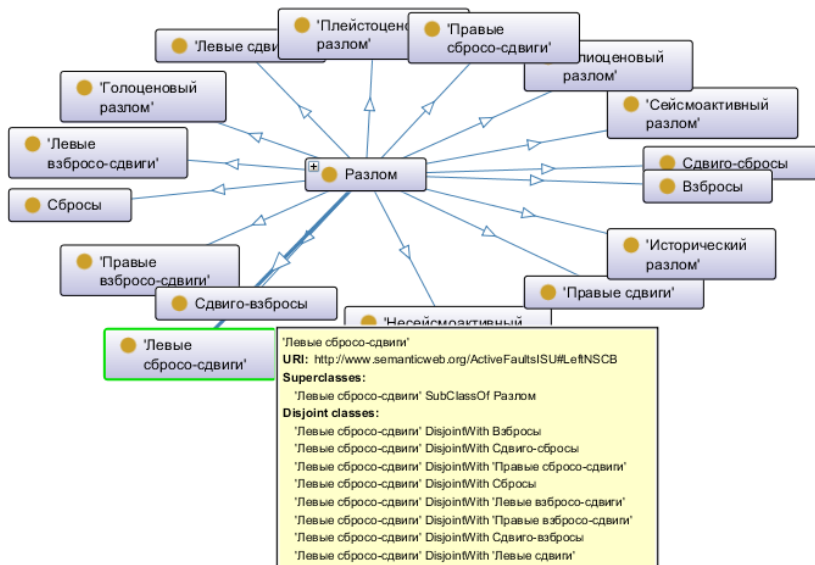 'Плейстоцено
разлом'
'Левые сдви
'Правые
сбросо-сдвиги'
лиоценовый
разлом'
'Голоценовый
разлом'
'Сейсмоактивный
разлом'
'Левые
взбросо-сдвиги'
Разлом
Сдвиго-сбросы
Взбросы
Сбросы
'Исторический
разлом'
'Правые
взбросо-сдвиги'
Сдвиго-взбросы
'Правые сдвиги'
'Несейсмоактивный
'Левые
сбросо-сдвиги'
'Левые сбросо-сдвиги'
URI: http://www.semanticweb.org/ActiveFaultsISU#LeftNSCB
Superclasses:
'Левые сбросо-сдвиги' SubClassOf Разлом
Disjoint classes:
'Левые сбросо-сдвиги' DisjointWith Взбросы
'Левые сбросо-сдвиги' DisjointWith Сдвиго-сбросы
'Левые сбросо-сдвиги' DisjointWith 'Правые сбросо-сдвиги'
'Левые сбросо-сдвиги' DisjointWith Сбросы
'Левые сбросо-сдвиги' DisjointWith 'Левые взбросо-сдвиги'
'Левые сбросо-сдвиги' DisjointWith 'Правые взбросо-сдвиги'
'Левые сбросо-сдвиги' DisjointWith Сдвиго-взбросы
'Левые сбросо-сдвиги' DisjointWith 'Левые сдвиги'